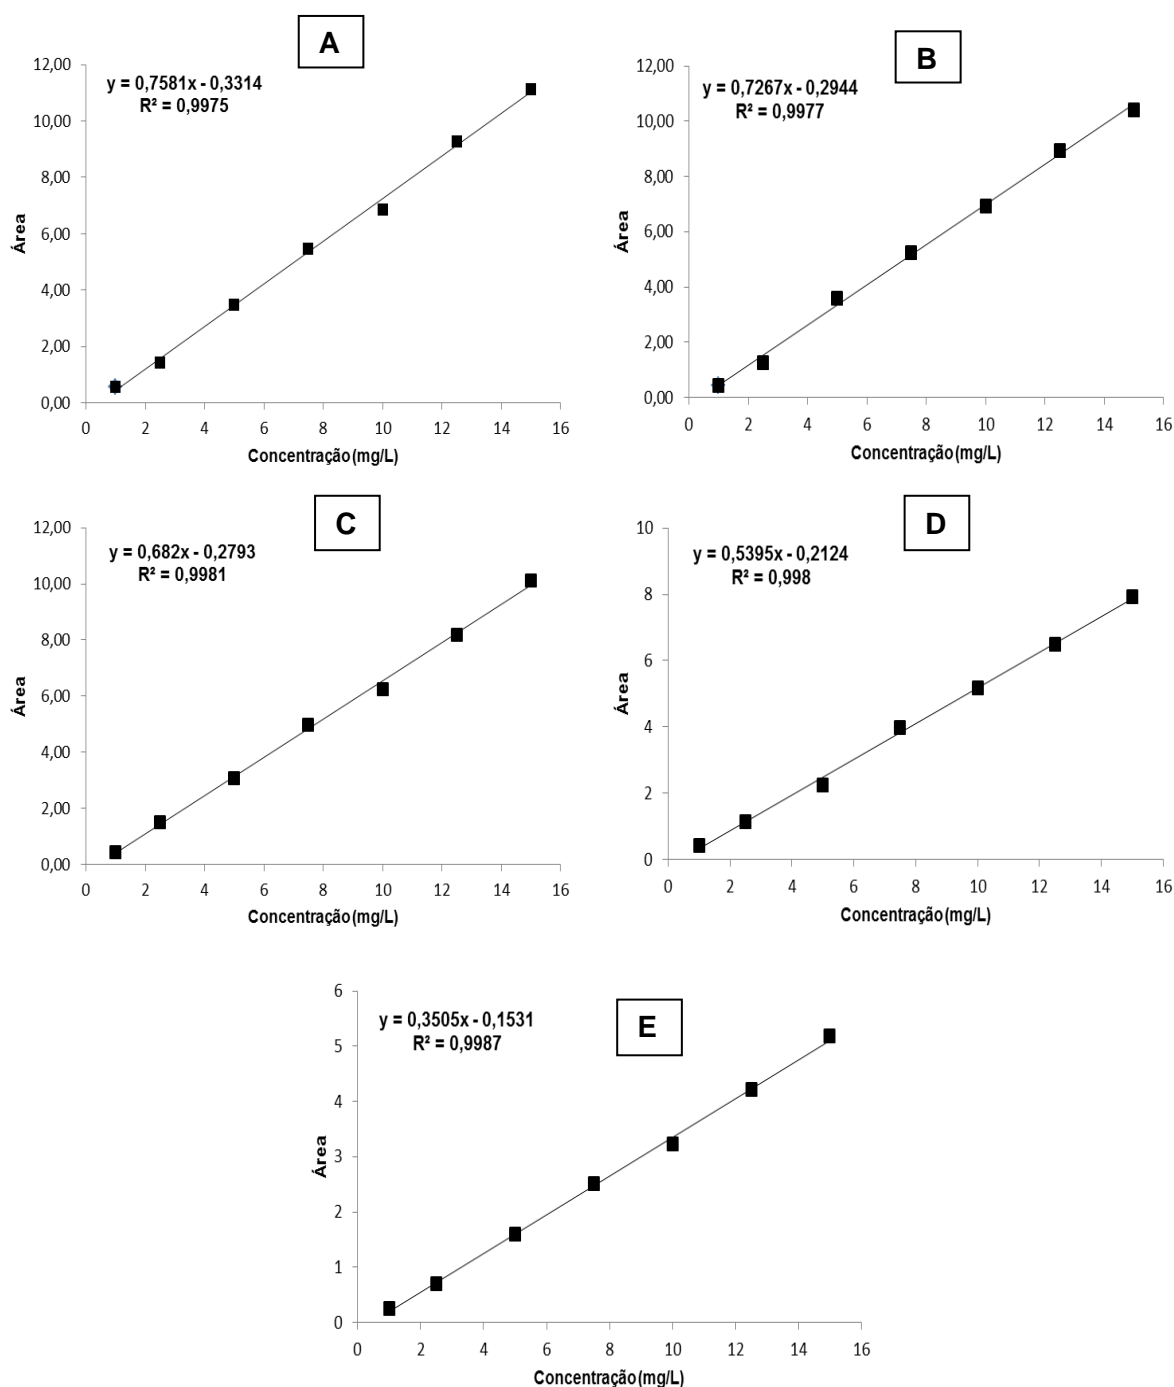 A
y = 0,7581x - 0,3314
R² = 0,9975
12,00
10,00
8,00
6,00
4,00
2,00
0,00
Área
0 2 4 6 8 10 12 14 16
Concentração(mg/L)
B
y = 0,7267x - 0,2944
R² = 0,9977
12,00
10,00
8,00
6,00
4,00
2,00
0,00
Área
0 2 4 6 8 10 12 14 16
Concentração(mg/L)
C
y = 0,682x - 0,2793
R² = 0,9981
12,00
10,00
8,00
6,00
4,00
2,00
0,00
Área
0 2 4 6 8 10 12 14 16
Concentração(mg/L)
D
y = 0,5395x - 0,2124
R² = 0,998
10
8
6
4
2
0
Área
0 2 4 6 8 10 12 14 16
Concentração(mg/L)
E
y = 0,3505x - 0,1531
R² = 0,9987
6
5
4
3
2
1
0
Área
0 2 4 6 8 10 12 14 16
Concentração(mg/L)